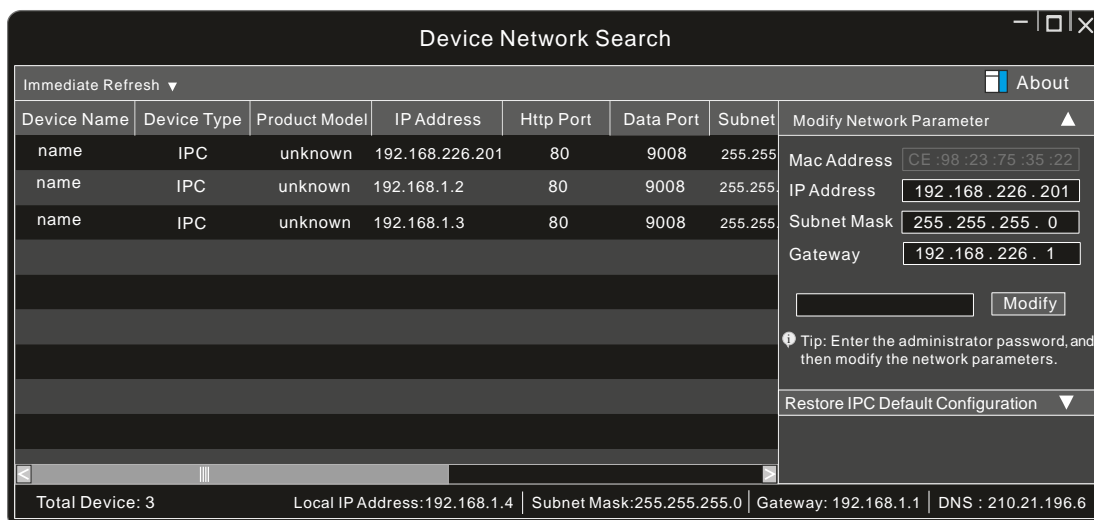 Device Network Search
Immediate Refresh ▼
About
Device Name Device Type Product Model IP Address Http Port Data Port Subnet
name IPC unknown 192.168.226.201 80 9008 255.255
name IPC unknown 192.168.1.2 80 9008 255.255.
name IPC unknown 192.168.1.3 80 9008 255.255.
Modify Network Parameter ▲
Mac Address CE :98 :23 :75 :35 :22
IP Address 192 .168 . 226 . 201
Subnet Mask 255 . 255 . 255 . 0
Gateway 192 .168 . 226 . 1
Modify
Tip: Enter the administrator password, and
then modify the network parameters.
Restore IPC Default Configuration ▼
Total Device: 3 Local IP Address:192.168.1.4 Subnet Mask:255.255.255.0 Gateway: 192.168.1.1 DNS : 210.21.196.6